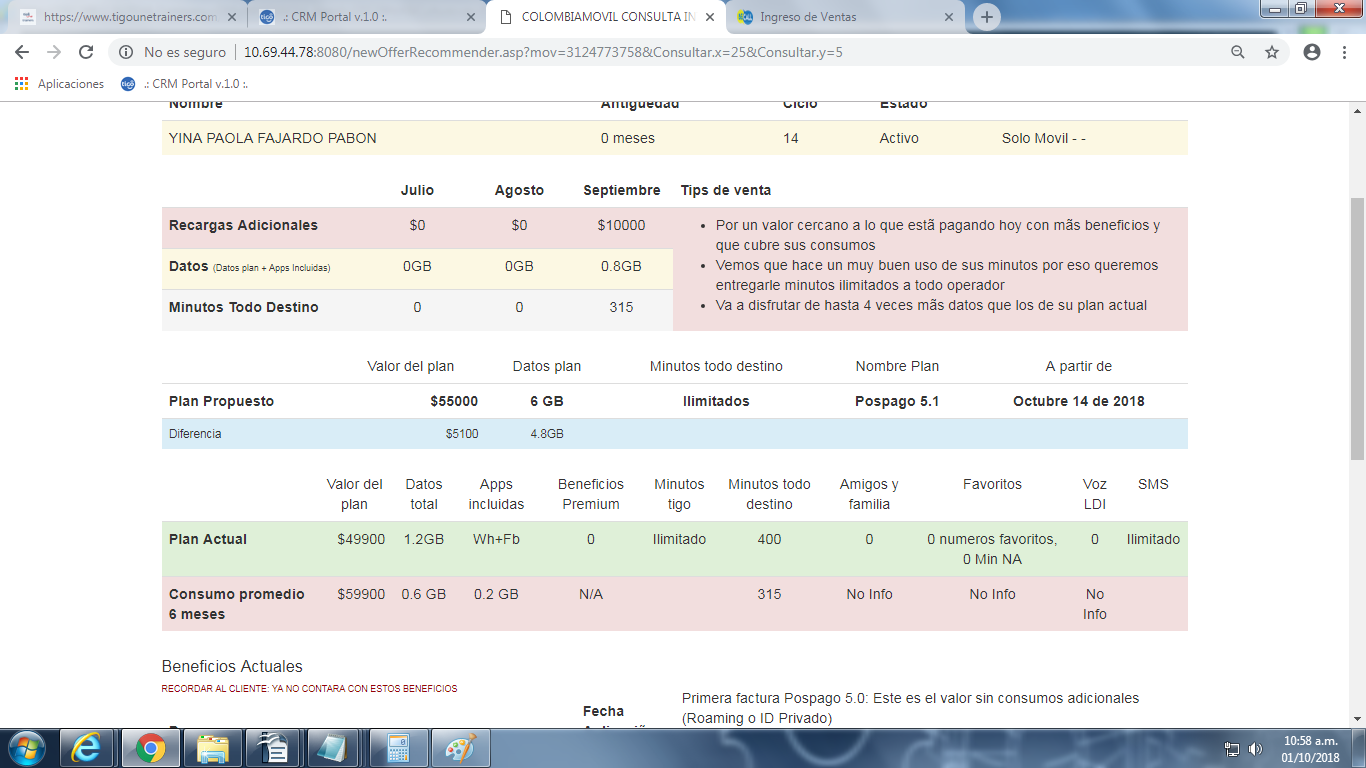 https://www.tigounetrainers.com
.: CRM Portal v.1.0 :.
COLOMBIAMOVIL CONSULTA IN
Ingreso de Ventas
No es seguro
10.69.44.78:8080/newOfferRecommender.asp?mov=3124773758&Consultar.x=25&Consultar.y=5
Aplicaciones
.: CRM Portal v.1.0 :.
Nombre Antiguedad Ciclo Estado
YINA PAOLA FAJARDO PABON 0 meses 14 Activo Solo Movil - -
Julio Agosto Septiembre Tips de venta
Recargas Adicionales $0 $0 $10000
Datos (Datos plan + Apps Incluidas) 0GB 0GB 0.8GB
Minutos Todo Destino 0 0 315
• Por un valor cercano a lo que estã pagando hoy con mãs beneficios y
que cubre sus consumos
• Vemos que hace un muy buen uso de sus minutos por eso queremos
entregarle minutos ilimitados a todo operador
• Va a disfrutar de hasta 4 veces mãs datos que los de su plan actual
Valor del plan Datos plan Minutos todo destino Nombre Plan A partir de
Plan Propuesto $55000 6 GB Ilimitados Pospago 5.1 Octubre 14 de 2018
Diferencia $5100 4.8GB
Valor del Datos Apps Beneficios Minutos Minutos todo Amigos y Favoritos Voz SMS
plan total incluidas Premium tigo destino familia LDI
Plan Actual $49900 1.2GB Wh+Fb 0 Ilimitado 400 0 0 numeros favoritos, 0 Ilimitado
0 Min NA
Consumo promedio $59900 0.6 GB 0.2 GB N/A 315 No Info No Info No
6 meses Info
Beneficios Actuales
RECORDAR AL CLIENTE: YA NO CONTARA CON ESTOS BENEFICIOS
Fecha
Primera factura Pospago 5.0: Este es el valor sin consumos adicionales
(Roaming o ID Privado)
10:58 a.m.
01/10/2018